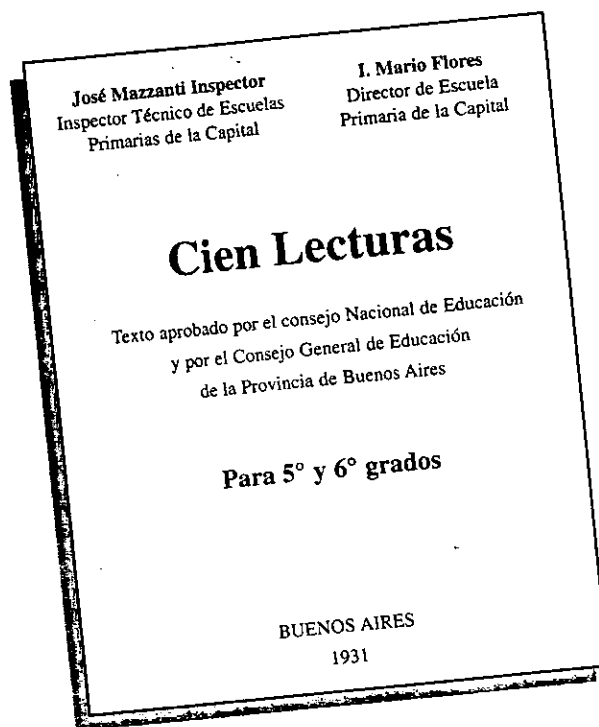 José Mazzanti Inspector
Inspector Técnico de Escuelas
Primarias de la Capital
I. Mario Flores
Director de Escuela
Primaria de la Capital
Cien Lecturas
Texto aprobado por el consejo Nacional de Educación
y por el Consejo General de Educación
de la Provincia de Buenos Aires
Para 5° y 6° grados
BUENOS AIRES
1931